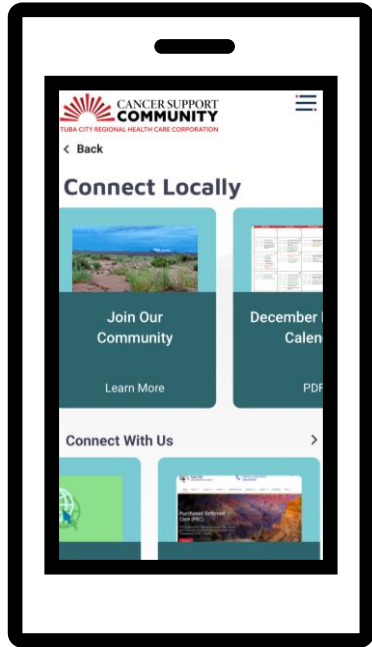 CANCER SUPPORT
COMMUNITY
TUBA CITY REGIONAL HEALTH CARE CORPORATION
< Back
Connect Locally
Join Our
Community
Learn More
December
Calen
PDF
Connect With Us >
Purchased Referred
Care (PRC)